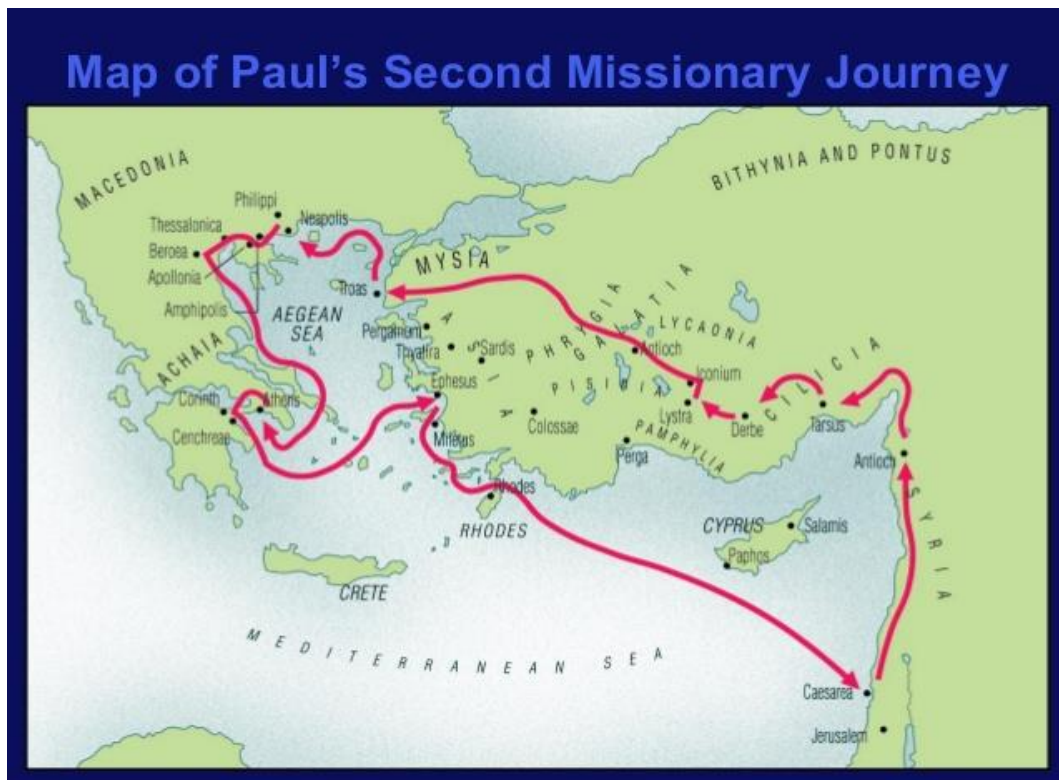 Map of Paul's Second Missionary Journey
MACEDONIA
BITHYNIA AND PONTUS
Philippi
Neapolis
Thessalonica
Beroea
Apollonia
Amphipolis
MYSIA
Troas
AEGEAN
SEA
ACHAIA
Pergamum
Thyatira
Sardis
ASIA
PHRYGIA
GALATIA
LYCAONIA
Antioch
Iconium
PISIDIA
CILICIA
Ephesus
Corinth
Athens
Cenchreae
Colossae
Lystra
Derbe
Tarsus
Miletus
PAMPHYLIA
Perga
Antioch
SYRIA
Rhodes
RHODES
CYPRUS
Salamis
Paphos
CRETE
MEDITERRANEAN SEA
Caesarea
Jerusalem